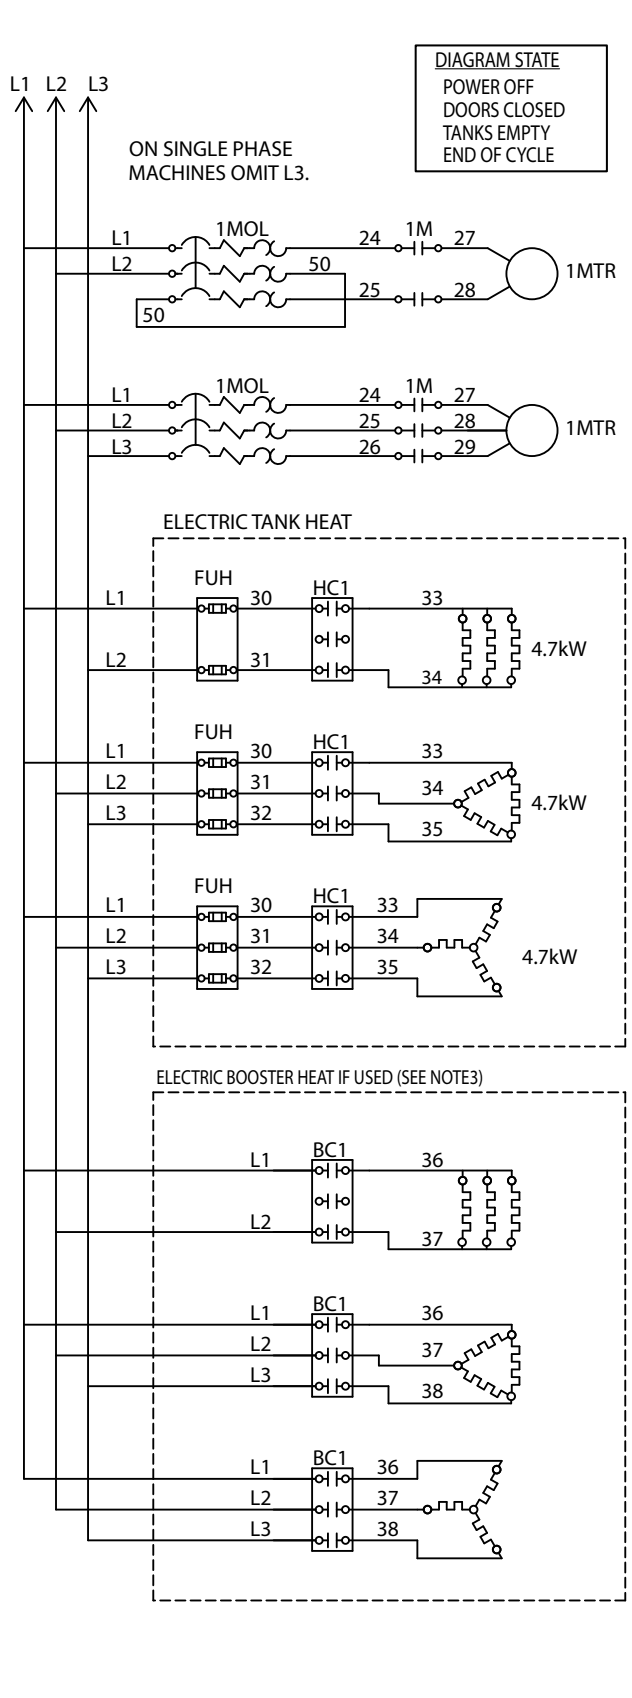 DIAGRAM STATE
POWER OFF
DOORS CLOSED
TANKS EMPTY
END OF CYCLE
L1 L2 L3
ON SINGLE PHASE
MACHINES OMIT L3.
L1 1MOL 24 1M 27
L2 50 1MTR
25 28
50
L1 1MOL 24 1M 27
L2 25 28 1MTR
L3 26 29
ELECTRIC TANK HEAT
FUH HC1
L1 30 33
4.7kW
L2 31 34
FUH HC1
L1 30 33
L2 31 34 4.7kW
L3 32 35
FUH HC1
L1 30 33
L2 31 34 4.7kW
L3 32 35
ELECTRIC BOOSTER HEAT IF USED (SEE NOTE3)
BC1
L1 36
L2 37
BC1
L1 36
L2 37
L3 38
BC1
L1 36
L2 37
L3 38